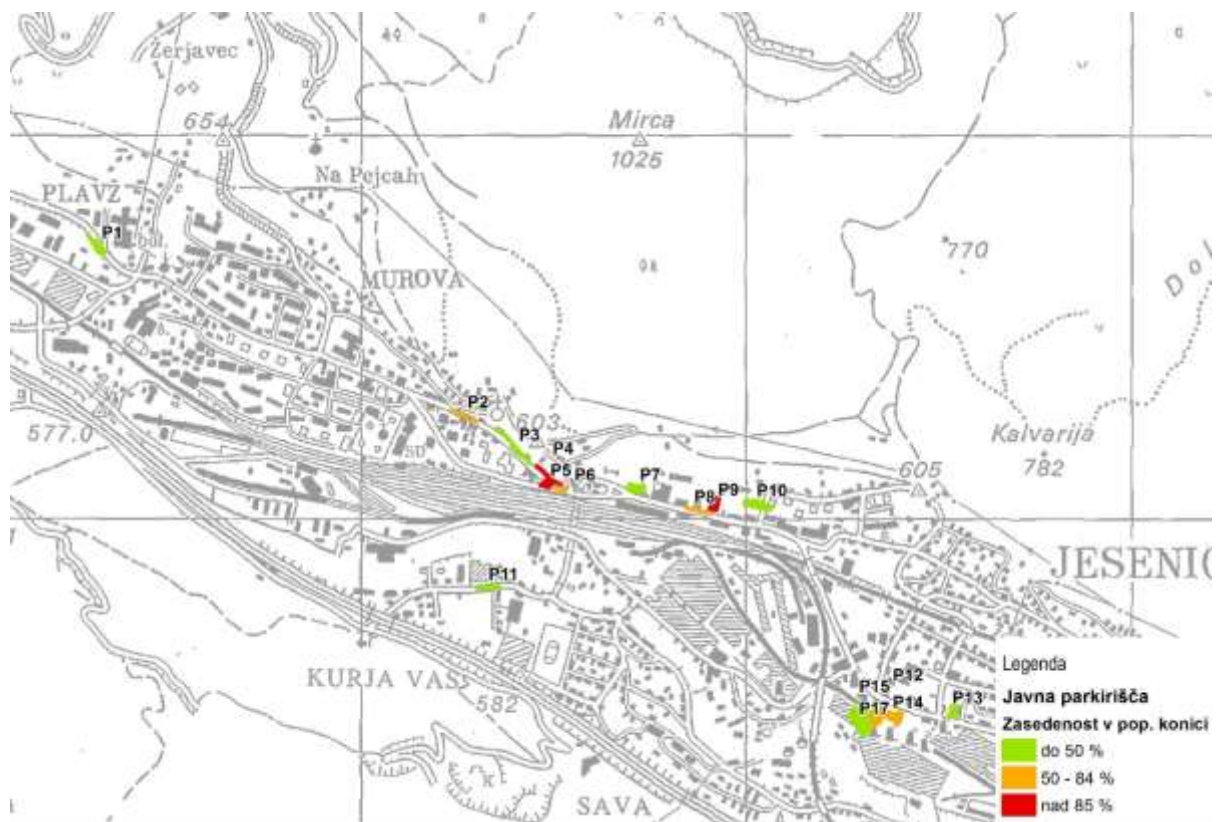 Žerjavec
654
Mirca
1025
Na Pejcah
PLAVŽ
P1
770
MUROVA
Dol
P2
603
577.0
P3
P4
Kalvarija
782
P5
P6
605
P7
P8
P9
P10
JESENIC
P11
KURJA VAS
582
SAVA
P15
P12
P17
P14
P13
Legenda
Javna parkirišča
Zasedenost v pop. konici
do 50 %
50 - 84 %
nad 85 %